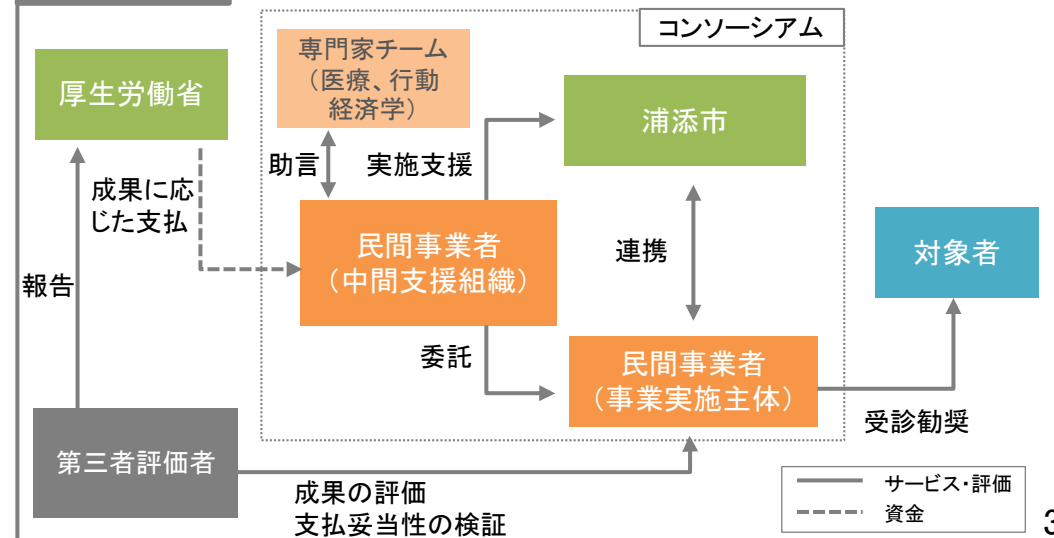 コンソーシアム
専門家チーム
（医療、行動
経済学）
厚生労働省
浦添市
助言
実施支援
成果に応
じた支払
民間事業者
（中間支援組織）
連携
対象者
報告
委託
民間事業者
（事業実施主体）
受診勧奨
第三者評価者
成果の評価
支払妥当性の検証
サービス・評価
資金